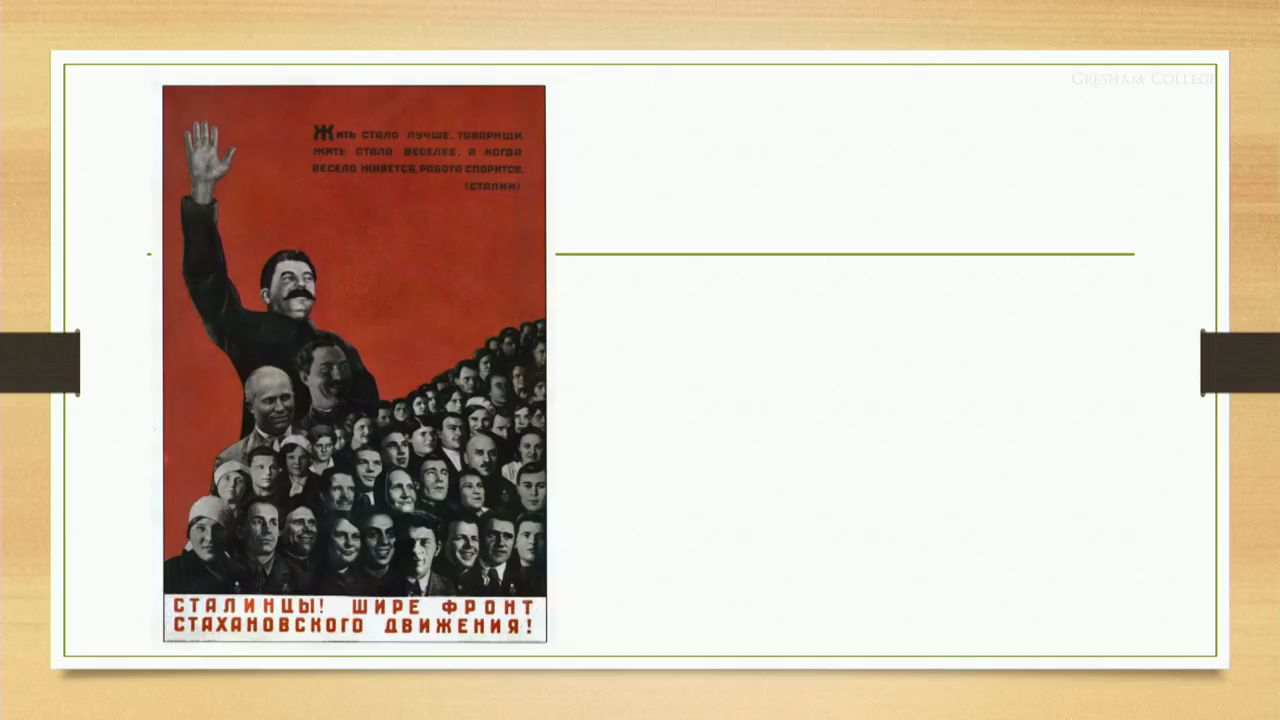 GRESHAM COLLEGE
Жить стало лучше, товарищи.
жить стало веселее. а когда
весело живется, работа спорится.
(Сталин)
СТАЛИНЦЫ! ШИРЕ ФРОНТ
СТАХАНОВСКОГО ДВИЖЕНИЯ!